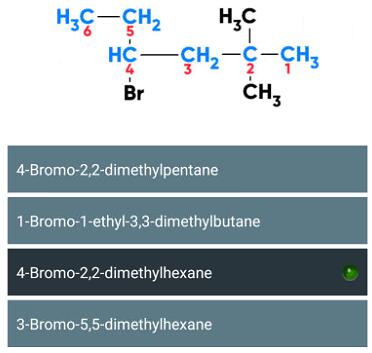 H₃C—CH₂ H₃C
6 5
HC—CH₂—C—CH₃
4 3 2 1
Br CH₃
4-Bromo-2,2-dimethylpentane
1-Bromo-1-ethyl-3,3-dimethylbutane
4-Bromo-2,2-dimethylhexane
3-Bromo-5,5-dimethylhexane